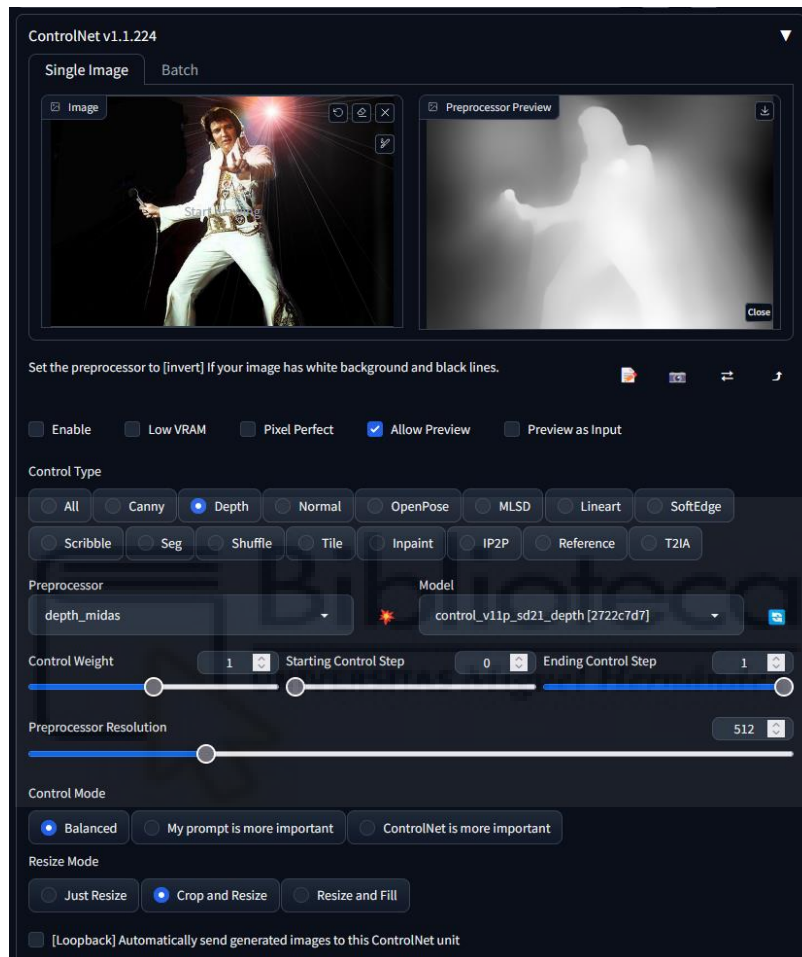 ControlNet v1.1.224 ▼
Single Image Batch
Image Preprocessor Preview
Start
Close
Set the preprocessor to [invert] If your image has white background and black lines.
Enable Low VRAM Pixel Perfect Allow Preview Preview as Input
Control Type
All Canny Depth Normal OpenPose MLSD Lineart SoftEdge
Scribble Seg Shuffle Tile Inpaint IP2P Reference T2IA
Biblioteca
Preprocessor Model
depth_midas control_v11p_sd21_depth [2722c7d7]
Control Weight 1 Starting Control Step 0 Ending Control Step 1
Preprocessor Resolution 512
Control Mode
Balanced My prompt is more important ControlNet is more important
Resize Mode
Just Resize Crop and Resize Resize and Fill
[Loopback] Automatically send generated images to this ControlNet unit